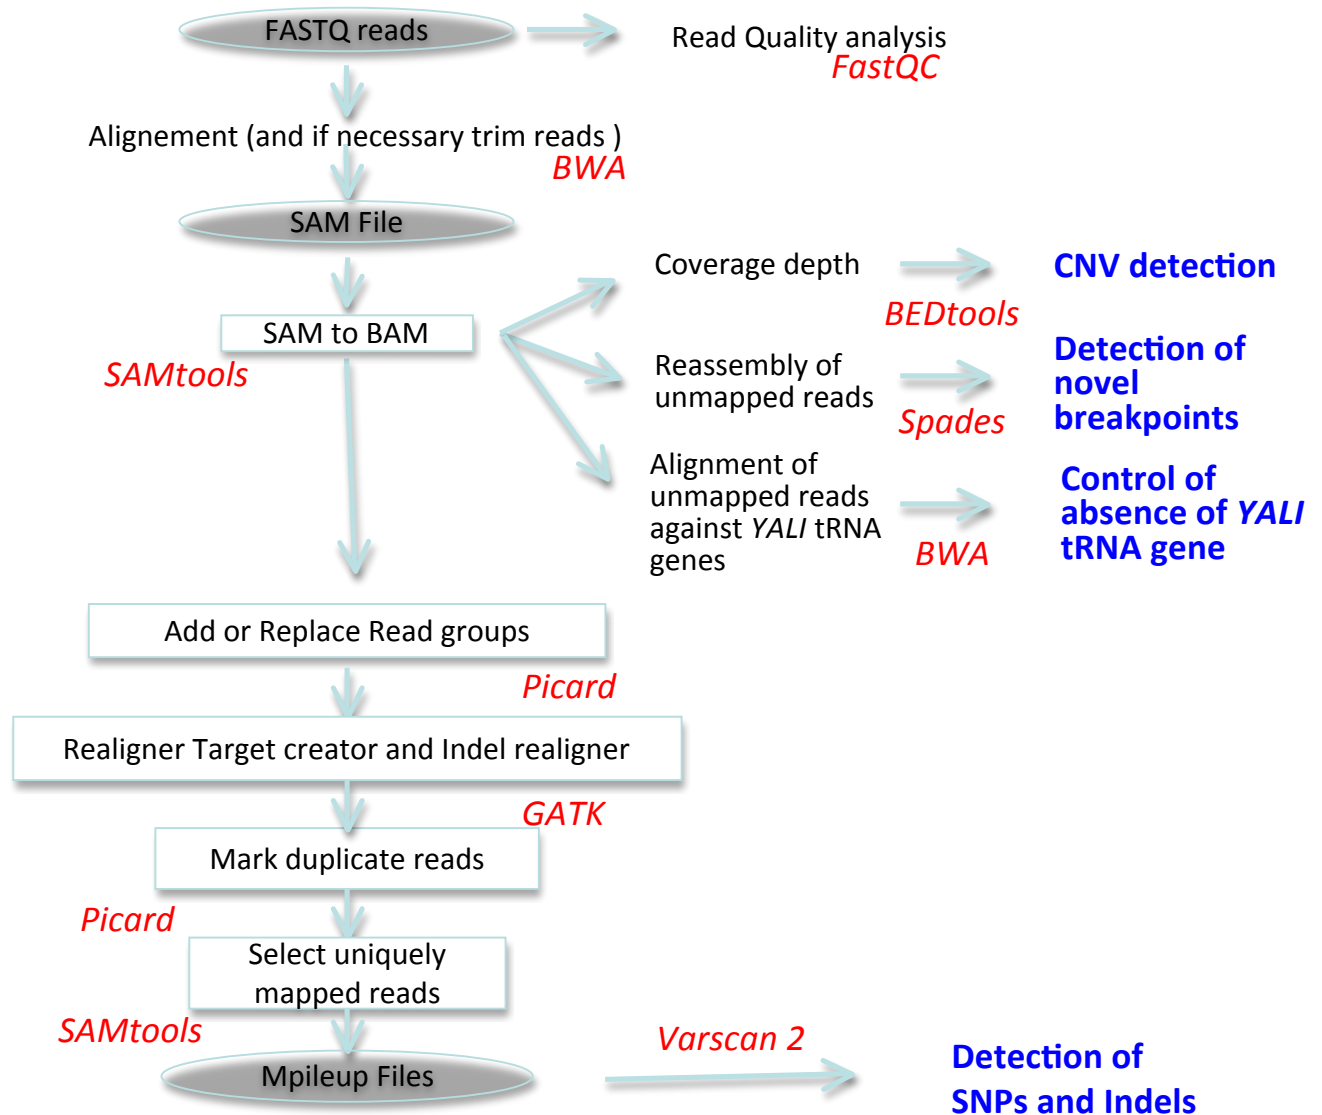 FASTQ reads
Read Quality analysis
FastQC
Alignement (and if necessary trim reads )
BWA
SAM File
SAM to BAM
SAMtools
Coverage depth
BEDtools
CNV detection
Reassembly of
unmapped reads
Spades
Detection of
novel
breakpoints
Alignment of
unmapped reads
against YALI tRNA
genes
BWA
Control of
absence of YALI
tRNA gene
Add or Replace Read groups
Picard
Realigner Target creator and Indel realigner
GATK
Mark duplicate reads
Picard
Select uniquely
mapped reads
SAMtools
Mpileup Files
Varscan 2
Detection of
SNPs and Indels